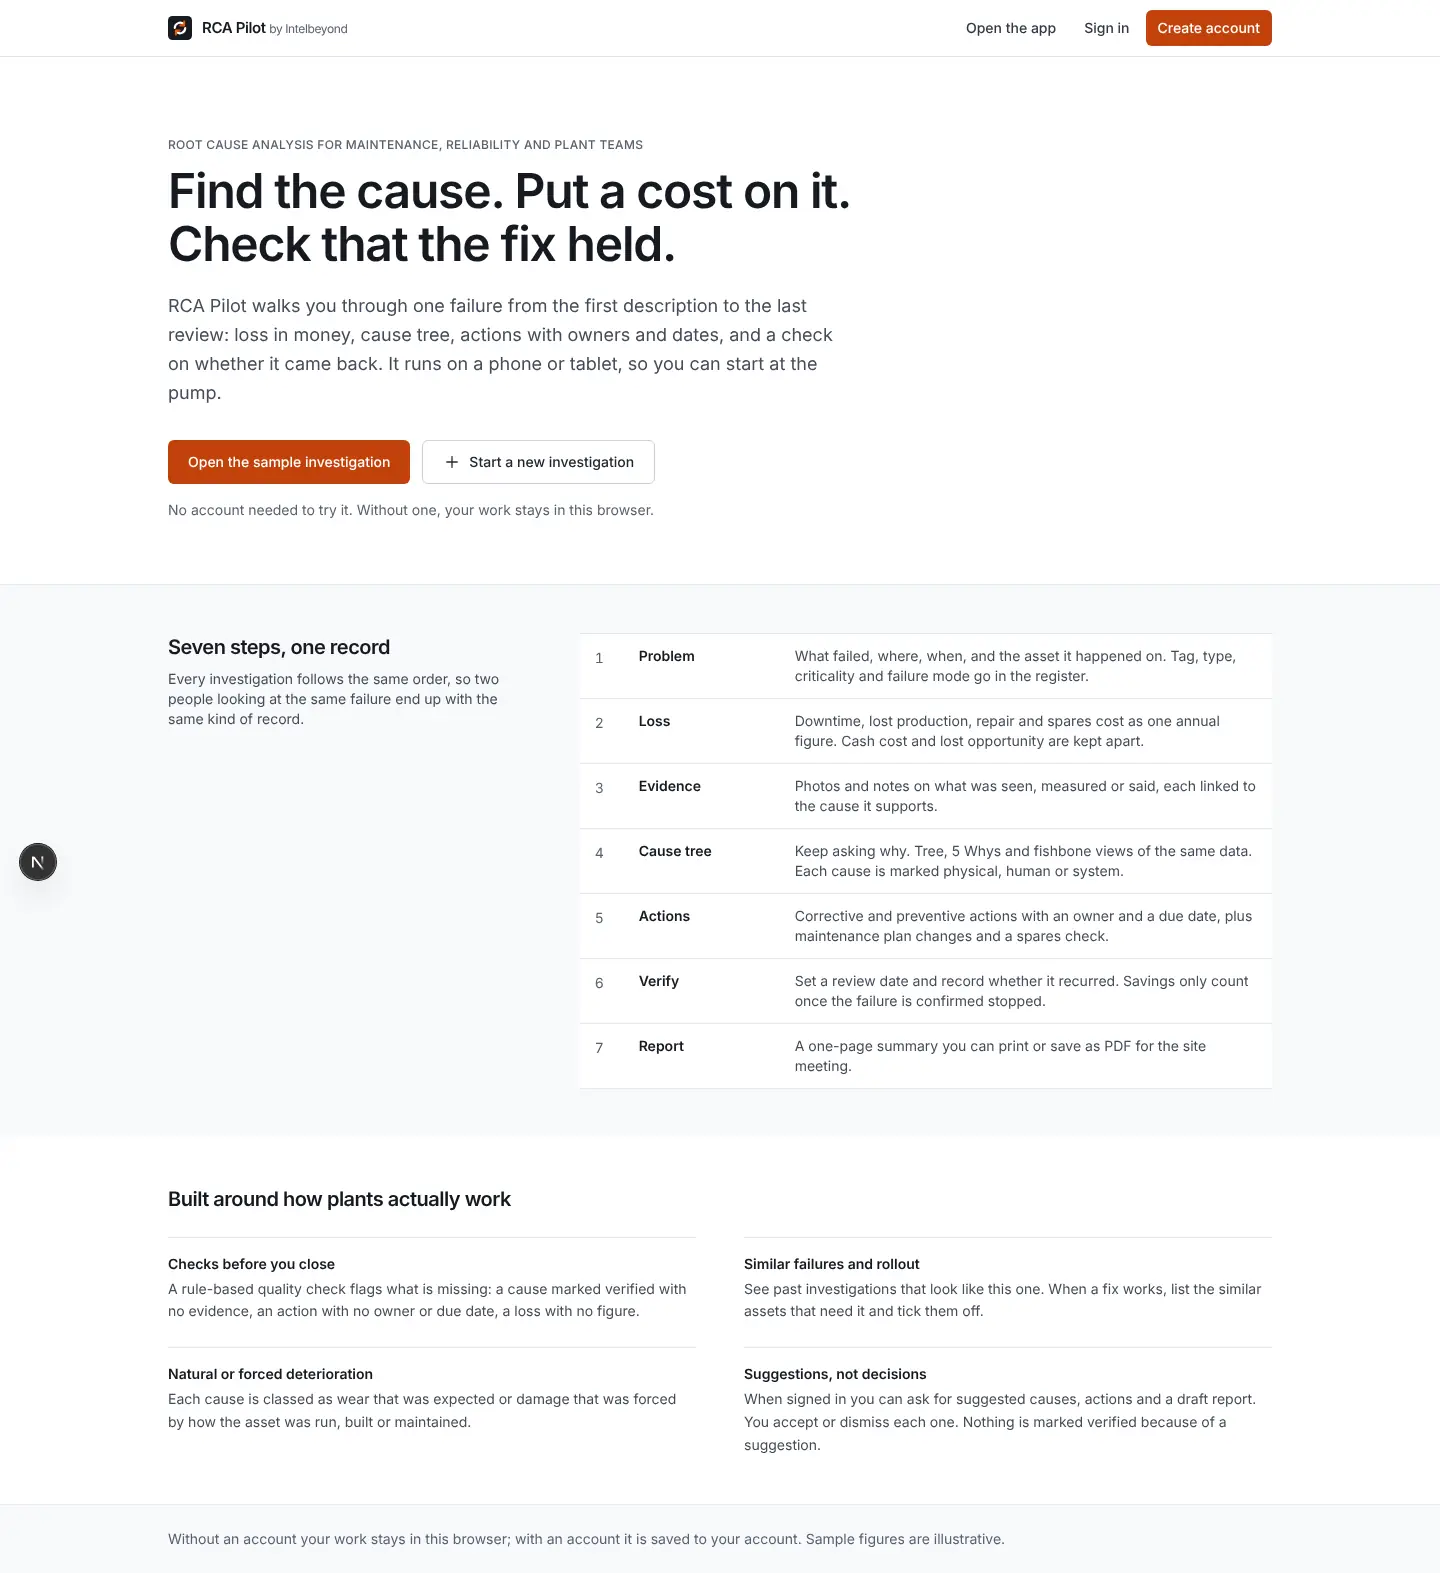 RCA Pilot by Intelbeyond
Open the app
Sign in
Create account
ROOT CAUSE ANALYSIS FOR MAINTENANCE, RELIABILITY AND PLANT TEAMS
Find the cause. Put a cost on it.
Check that the fix held.
RCA Pilot walks you through one failure from the first description to the last
review: loss in money, cause tree, actions with owners and dates, and a check
on whether it came back. It runs on a phone or tablet, so you can start at the
pump.
Open the sample investigation
+ Start a new investigation
No account needed to try it. Without one, your work stays in this browser.
Seven steps, one record
Every investigation follows the same order, so two
people looking at the same failure end up with the
same kind of record.
1 Problem
What failed, where, when, and the asset it happened on. Tag, type,
criticality and failure mode go in the register.
2 Loss
Downtime, lost production, repair and spares cost as one annual
figure. Cash cost and lost opportunity are kept apart.
3 Evidence
Photos and notes on what was seen, measured or said, each linked to
the cause it supports.
4 Cause tree
Keep asking why. Tree, 5 Whys and fishbone views of the same data.
Each cause is marked physical, human or system.
5 Actions
Corrective and preventive actions with an owner and a due date, plus
maintenance plan changes and a spares check.
6 Verify
Set a review date and record whether it recurred. Savings only count
once the failure is confirmed stopped.
7 Report
A one-page summary you can print or save as PDF for the site
meeting.
N
Built around how plants actually work
Checks before you close
A rule-based quality check flags what is missing: a cause marked verified with
no evidence, an action with no owner or due date, a loss with no figure.
Similar failures and rollout
See past investigations that look like this one. When a fix works, list the similar
assets that need it and tick them off.
Natural or forced deterioration
Each cause is classed as wear that was expected or damage that was forced
by how the asset was run, built or maintained.
Suggestions, not decisions
When signed in you can ask for suggested causes, actions and a draft report.
You accept or dismiss each one. Nothing is marked verified because of a
suggestion.
Without an account your work stays in this browser; with an account it is saved to your account. Sample figures are illustrative.